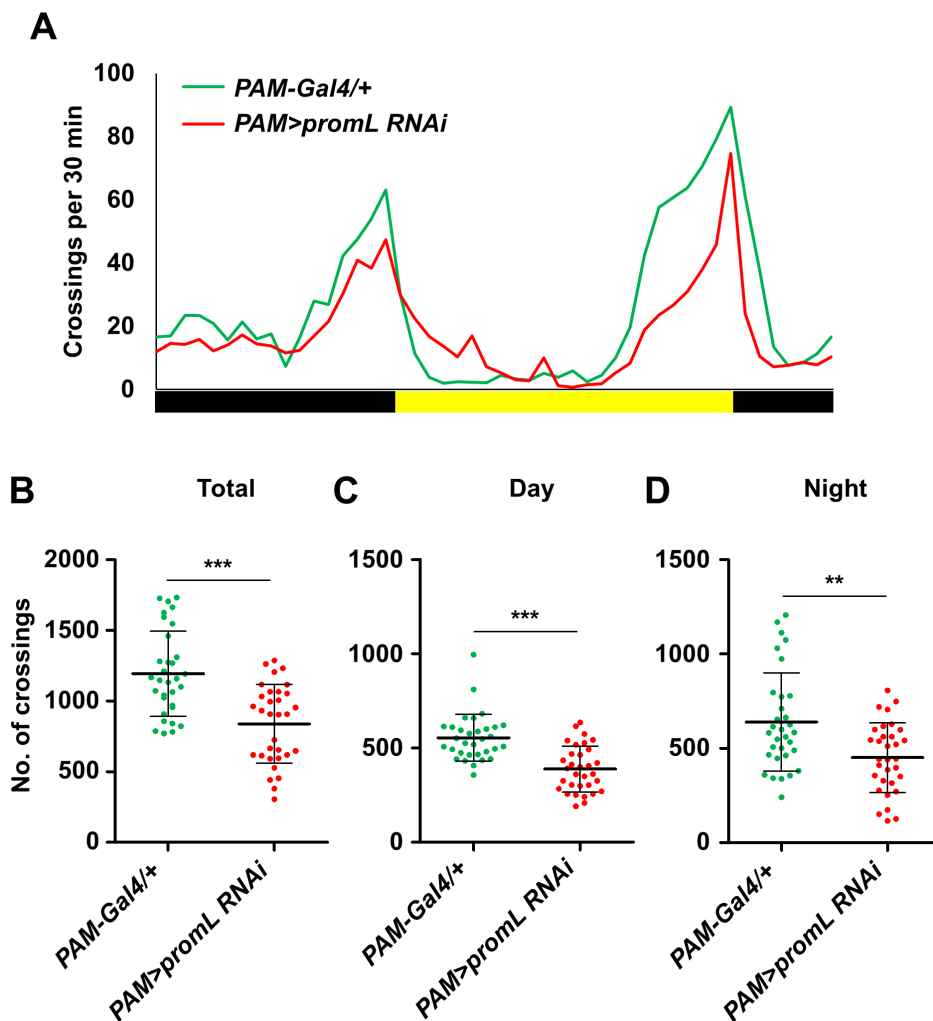 A
PAM-Gal4/+
PAM>promL RNAi
Crossings per 30 min
100
80
60
40
20
0
B
Total
C
Day
D
Night
No. of crossings
2000
1500
1000
500
0
***
PAM-Gal4/+
PAM>promL RNAi
1500
1000
500
0
***
PAM-Gal4/+
PAM>promL RNAi
1500
1000
500
0
**
PAM-Gal4/+
PAM>promL RNAi